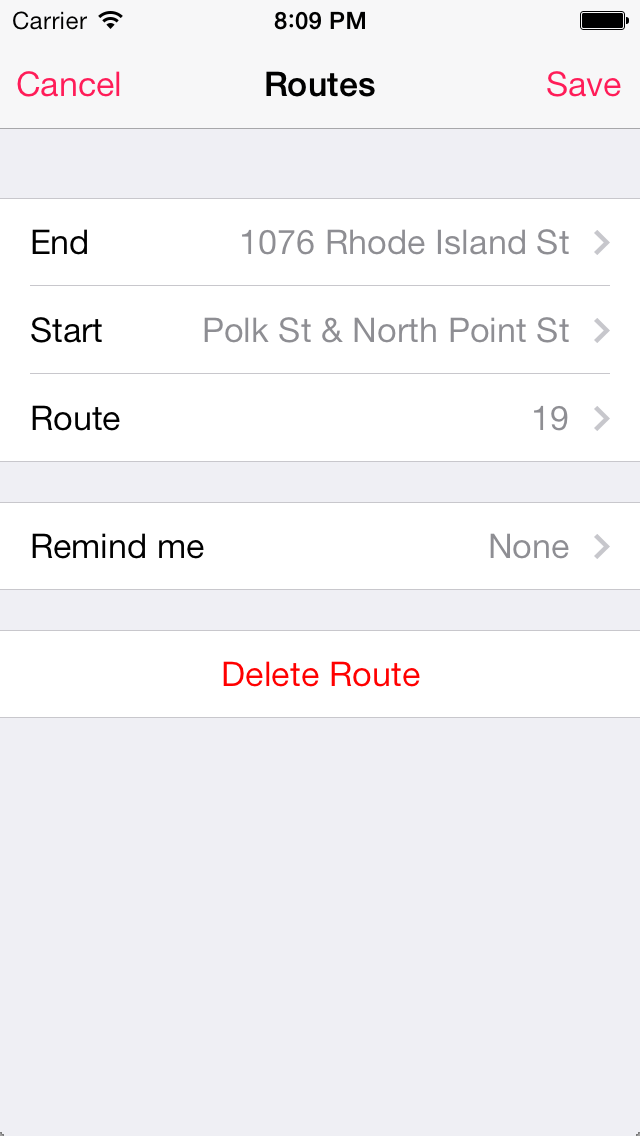 Carrier 8:09 PM
Cancel Routes Save
End 1076 Rhode Island St
Start Polk St & North Point St
Route 19
Remind me None
Delete Route